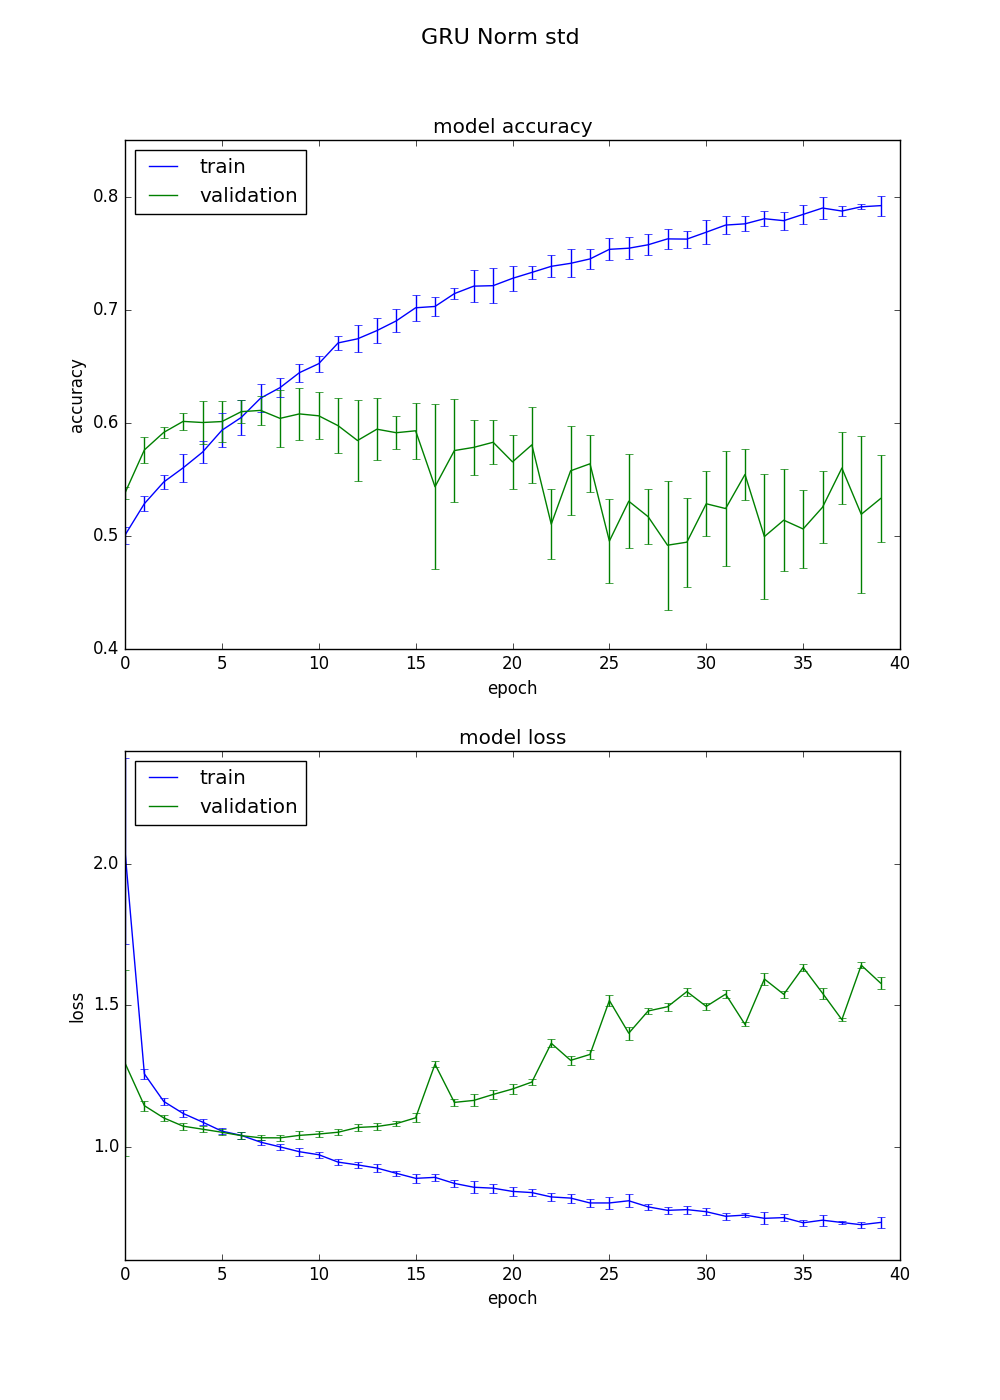 GRU Norm std
model accuracy
train
validation
0.8
0.7
0.6
0.5
0.4
accuracy
0 5 10 15 20 25 30 35 40
epoch
model loss
train
validation
2.0
1.5
1.0
loss
0 5 10 15 20 25 30 35 40
epoch